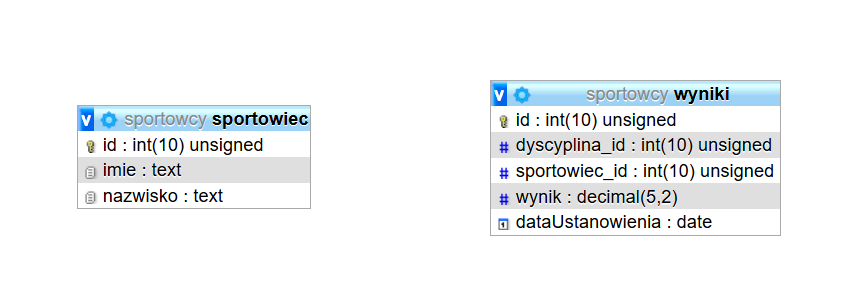 sportowcy sportowiec
id : int(10) unsigned
imie : text
nazwisko : text
sportowcy wyniki
id : int(10) unsigned
dyscyplina_id : int(10) unsigned
sportowiec_id : int(10) unsigned
wynik : decimal(5,2)
dataUstanowienia : date